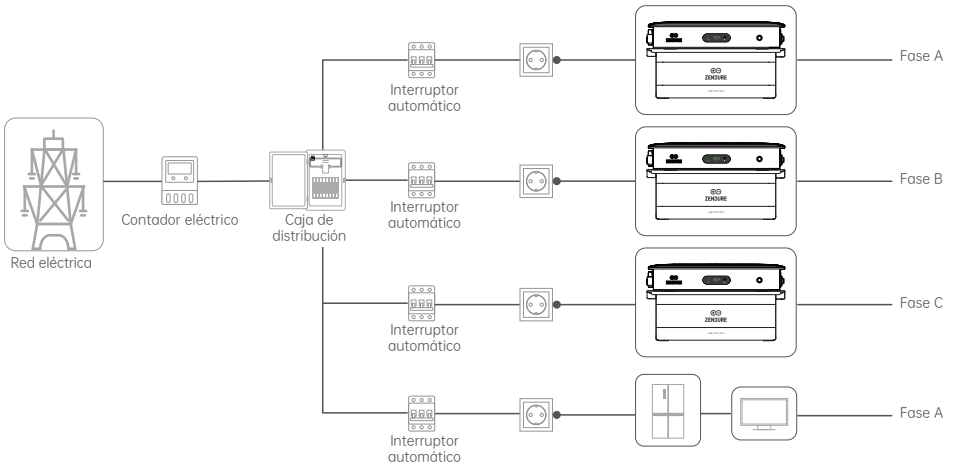 Fase A
Interruptor
automático
ZENDURE
Fase B
Interruptor
automático
ZENDURE
Contador eléctrico
Caja de
distribución
Red eléctrica
Fase C
Interruptor
automático
ZENDURE
Fase A
Interruptor
automático